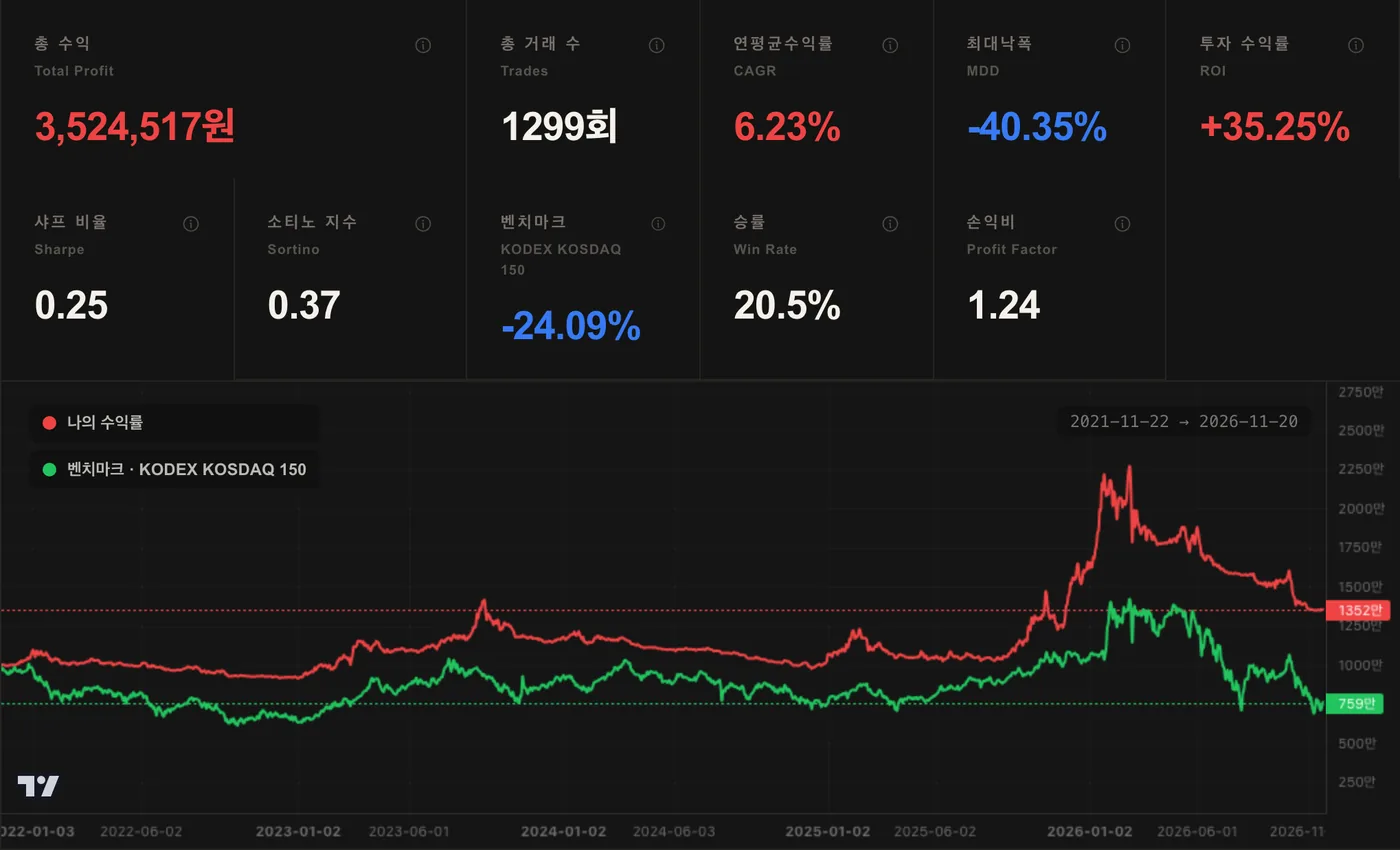 총 수익
Total Profit
3,524,517원
총 거래 수
Trades
1299회
연평균수익률
CAGR
6.23%
최대낙폭
MDD
-40.35%
투자 수익률
ROI
+35.25%
샤프 비율
Sharpe
0.25
소티노 지수
Sortino
0.37
벤치마크
KODEX KOSDAQ
150
-24.09%
승률
Win Rate
20.5%
손익비
Profit Factor
1.24
나의 수익률
벤치마크 · KODEX KOSDAQ 150
2021-11-22 → 2026-11-20
2750만
2500만
2250만
2000만
1750만
1500만
1352만
1250만
1000만
759만
500만
250만
022-01-03 2022-06-02 2023-01-02 2023-06-01 2024-01-02 2024-06-03 2025-01-02 2025-06-02 2026-01-02 2026-06-01 2026-11